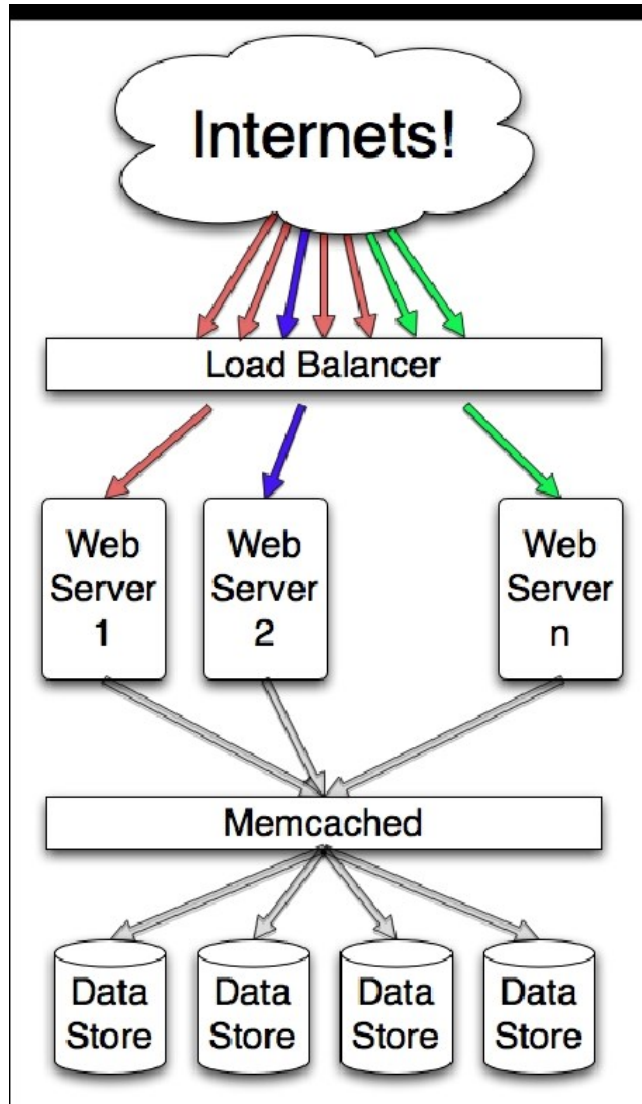 Internets!
Load Balancer
Web
Server
1
Web
Server
2
Web
Server
n
Memcached
Data
Store
Data
Store
Data
Store
Data
Store